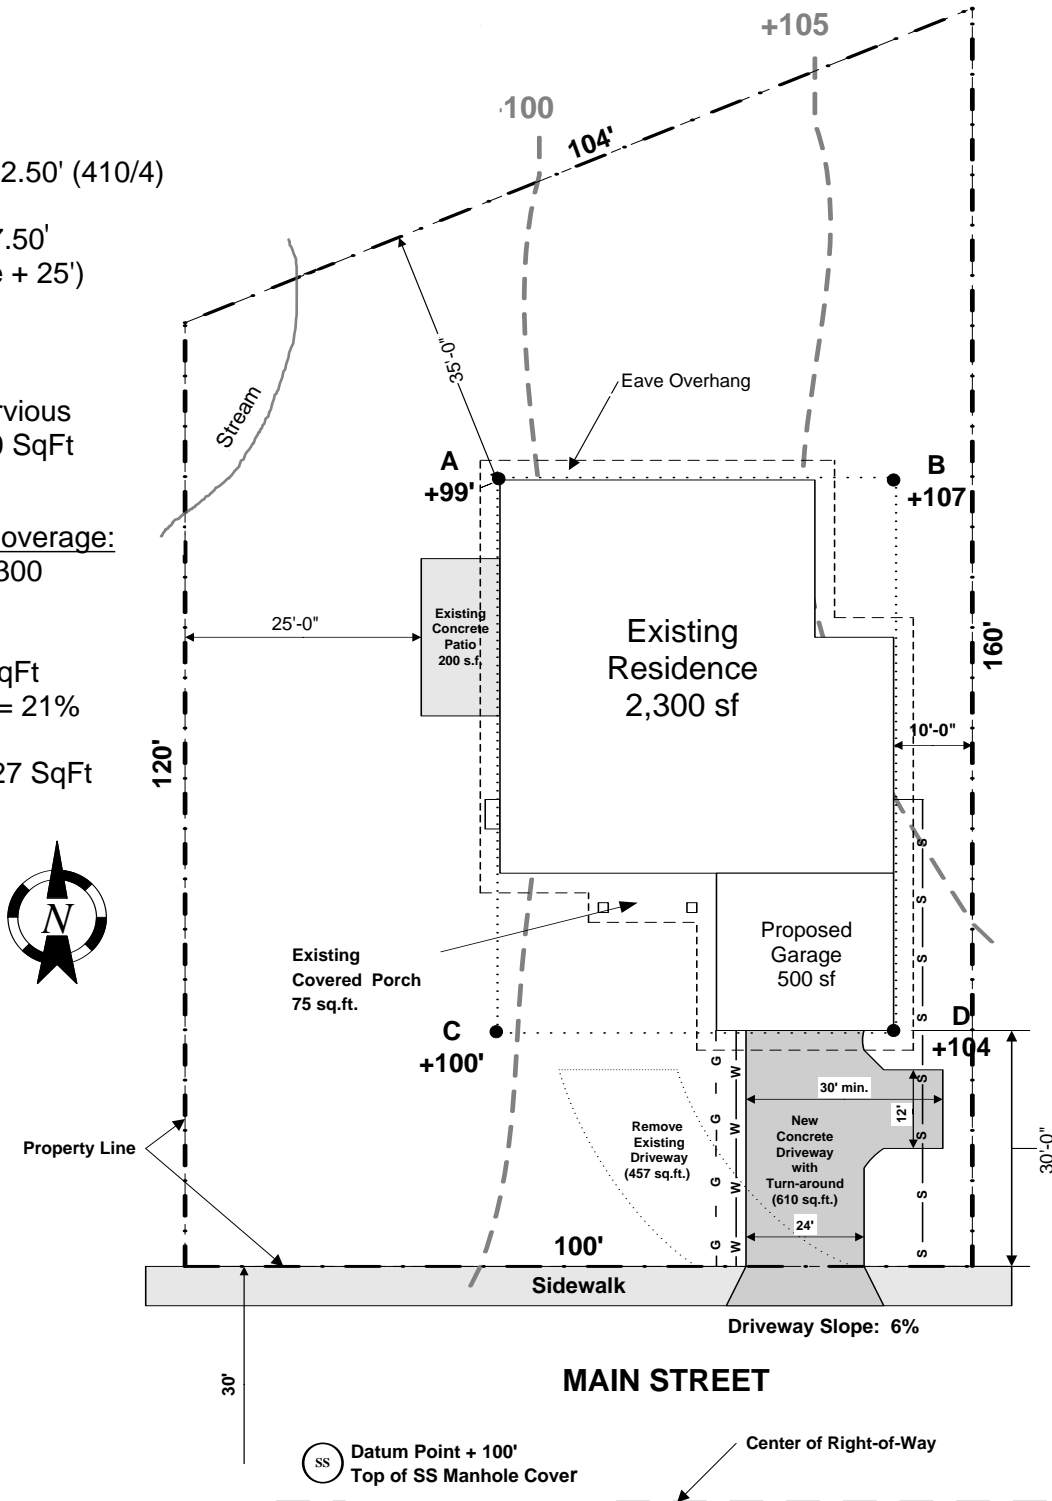 +105
-100
104'
2.50' (410/4)
7.50'
e + 25')
35'-0"
Eave Overhang
Stream
rvious
0 SqFt
A
+99'
B
+107
overage:
300
25'-0"
Existing
Concrete
Patio
200 s.f.
Existing
Residence
2,300 sf
160'
qFt
= 21%
10'-0"
120'
27 SqFt
S
S
S
S
S
S
S
S
N
Proposed
Garage
500 sf
Existing
Covered Porch
75 sq.ft.
C
+100'
D
+104
G
G
G
G
W
W
W
W
30' min.
12'
30'-0"
Property Line
Remove
Existing
Driveway
(457 sq.ft.)
New
Concrete
Driveway
with
Turn-around
(610 sq.ft.)
24'
100'
Sidewalk
Driveway Slope: 6%
30'
MAIN STREET
SS
Datum Point + 100'
Top of SS Manhole Cover
Center of Right-of-Way